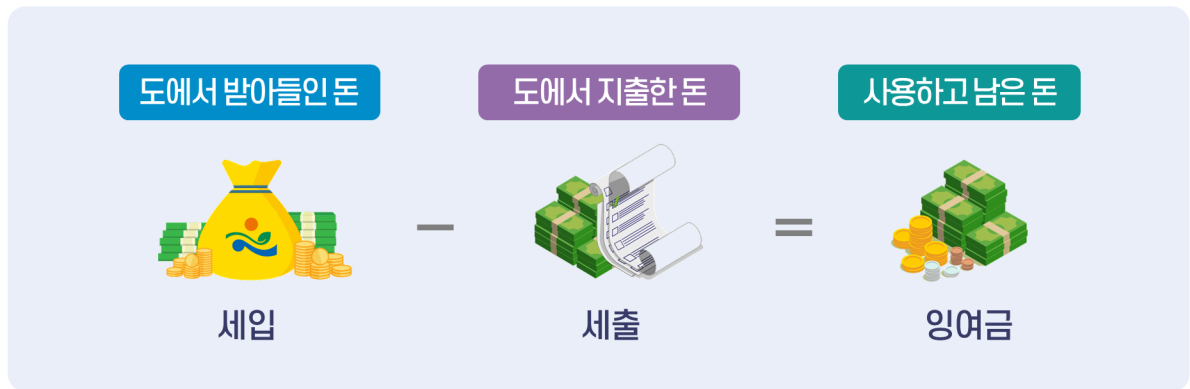 도에서 받아들인 돈
도에서 지출한 돈
사용하고 남은 돈
－
=
세입
세출
잉여금